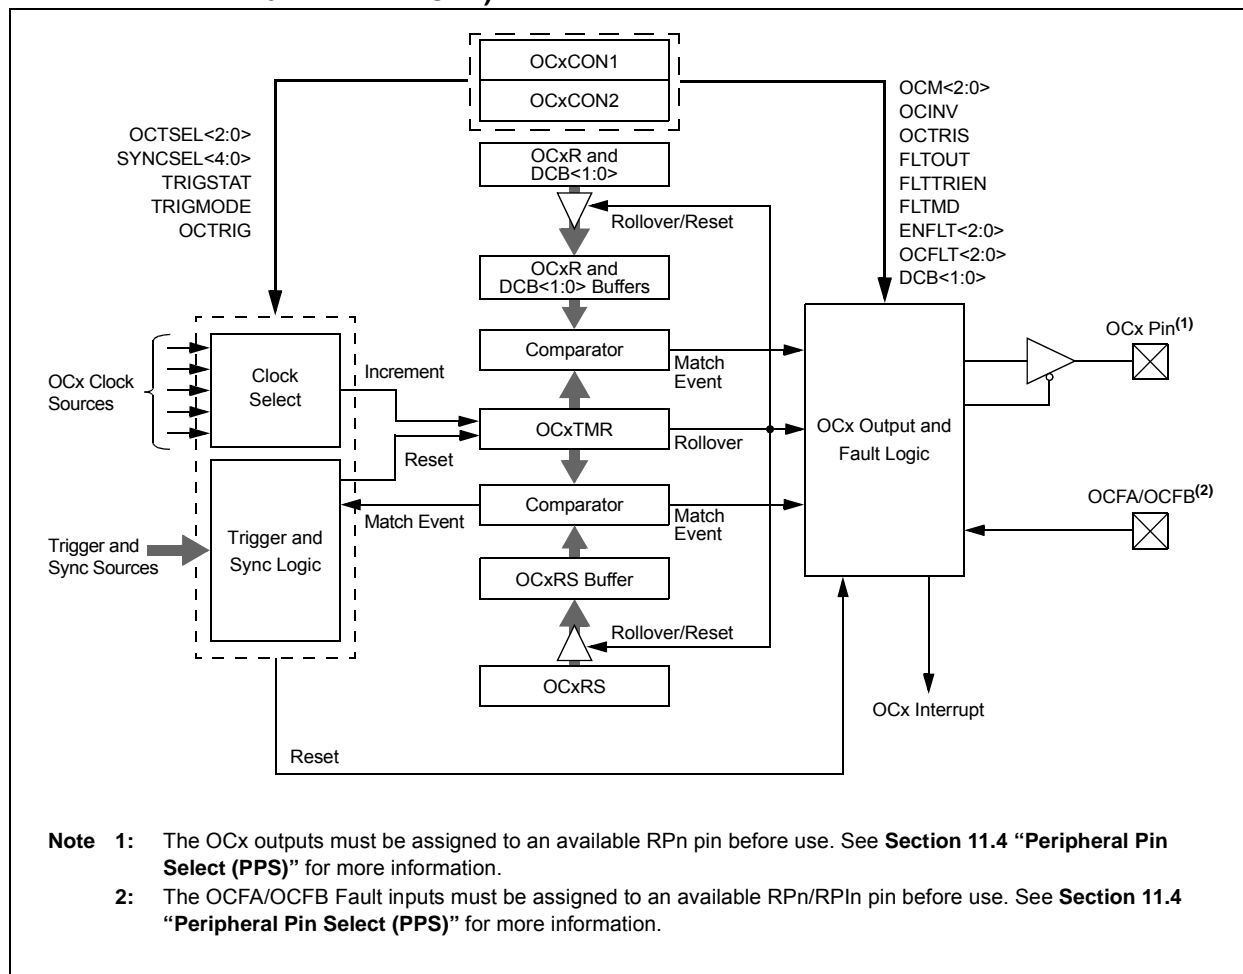 OCxCON1
OCxCON2
OCTSEL<2:0>
SYNCSEL<4:0>
TRIGSTAT
TRIGMODE
OCTRIG
OCM<2:0>
OCINV
OCTRIS
FLTOUT
FLTTRIEN
FLTMD
ENFLT<2:0>
OCFLT<2:0>
DCB<1:0>
OCxR and
DCB<1:0>
Rollover/Reset
OCxR and
DCB<1:0> Buffers
Comparator
Match
Event
OCx Clock
Sources
Clock
Select
Increment
OCxTMR
Rollover
Reset
Comparator
Match Event
Match
Event
Trigger and
Sync Sources
Trigger and
Sync Logic
OCxRS Buffer
Rollover/Reset
OCxRS
OCx Output and
Fault Logic
OCx Pin(1)
OCFA/OCFB(2)
OCx Interrupt
Reset
Note 1: The OCx outputs must be assigned to an available RPn pin before use. See Section 11.4 “Peripheral Pin
Select (PPS)” for more information.
2: The OCFA/OCFB Fault inputs must be assigned to an available RPn/RPIn pin before use. See Section 11.4
“Peripheral Pin Select (PPS)” for more information.